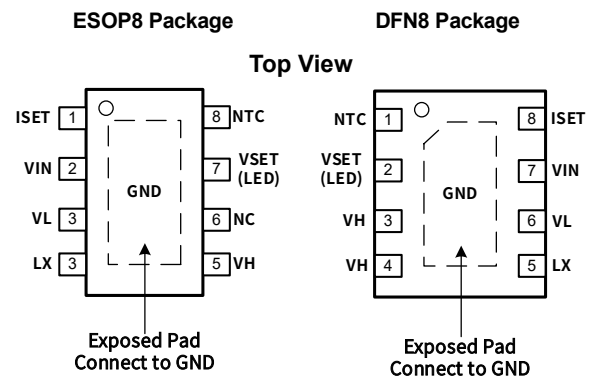 ESOP8 Package DFN8 Package
Top View
ISET 1 8 NTC NTC 1 8 ISET
VIN 2 7 VSET (LED) VSET (LED) 2 7 VIN
GND GND
VL 3 6 NC VH 3 6 VL
LX 3 5 VH VH 4 5 LX
Exposed Pad Exposed Pad
Connect to GND Connect to GND